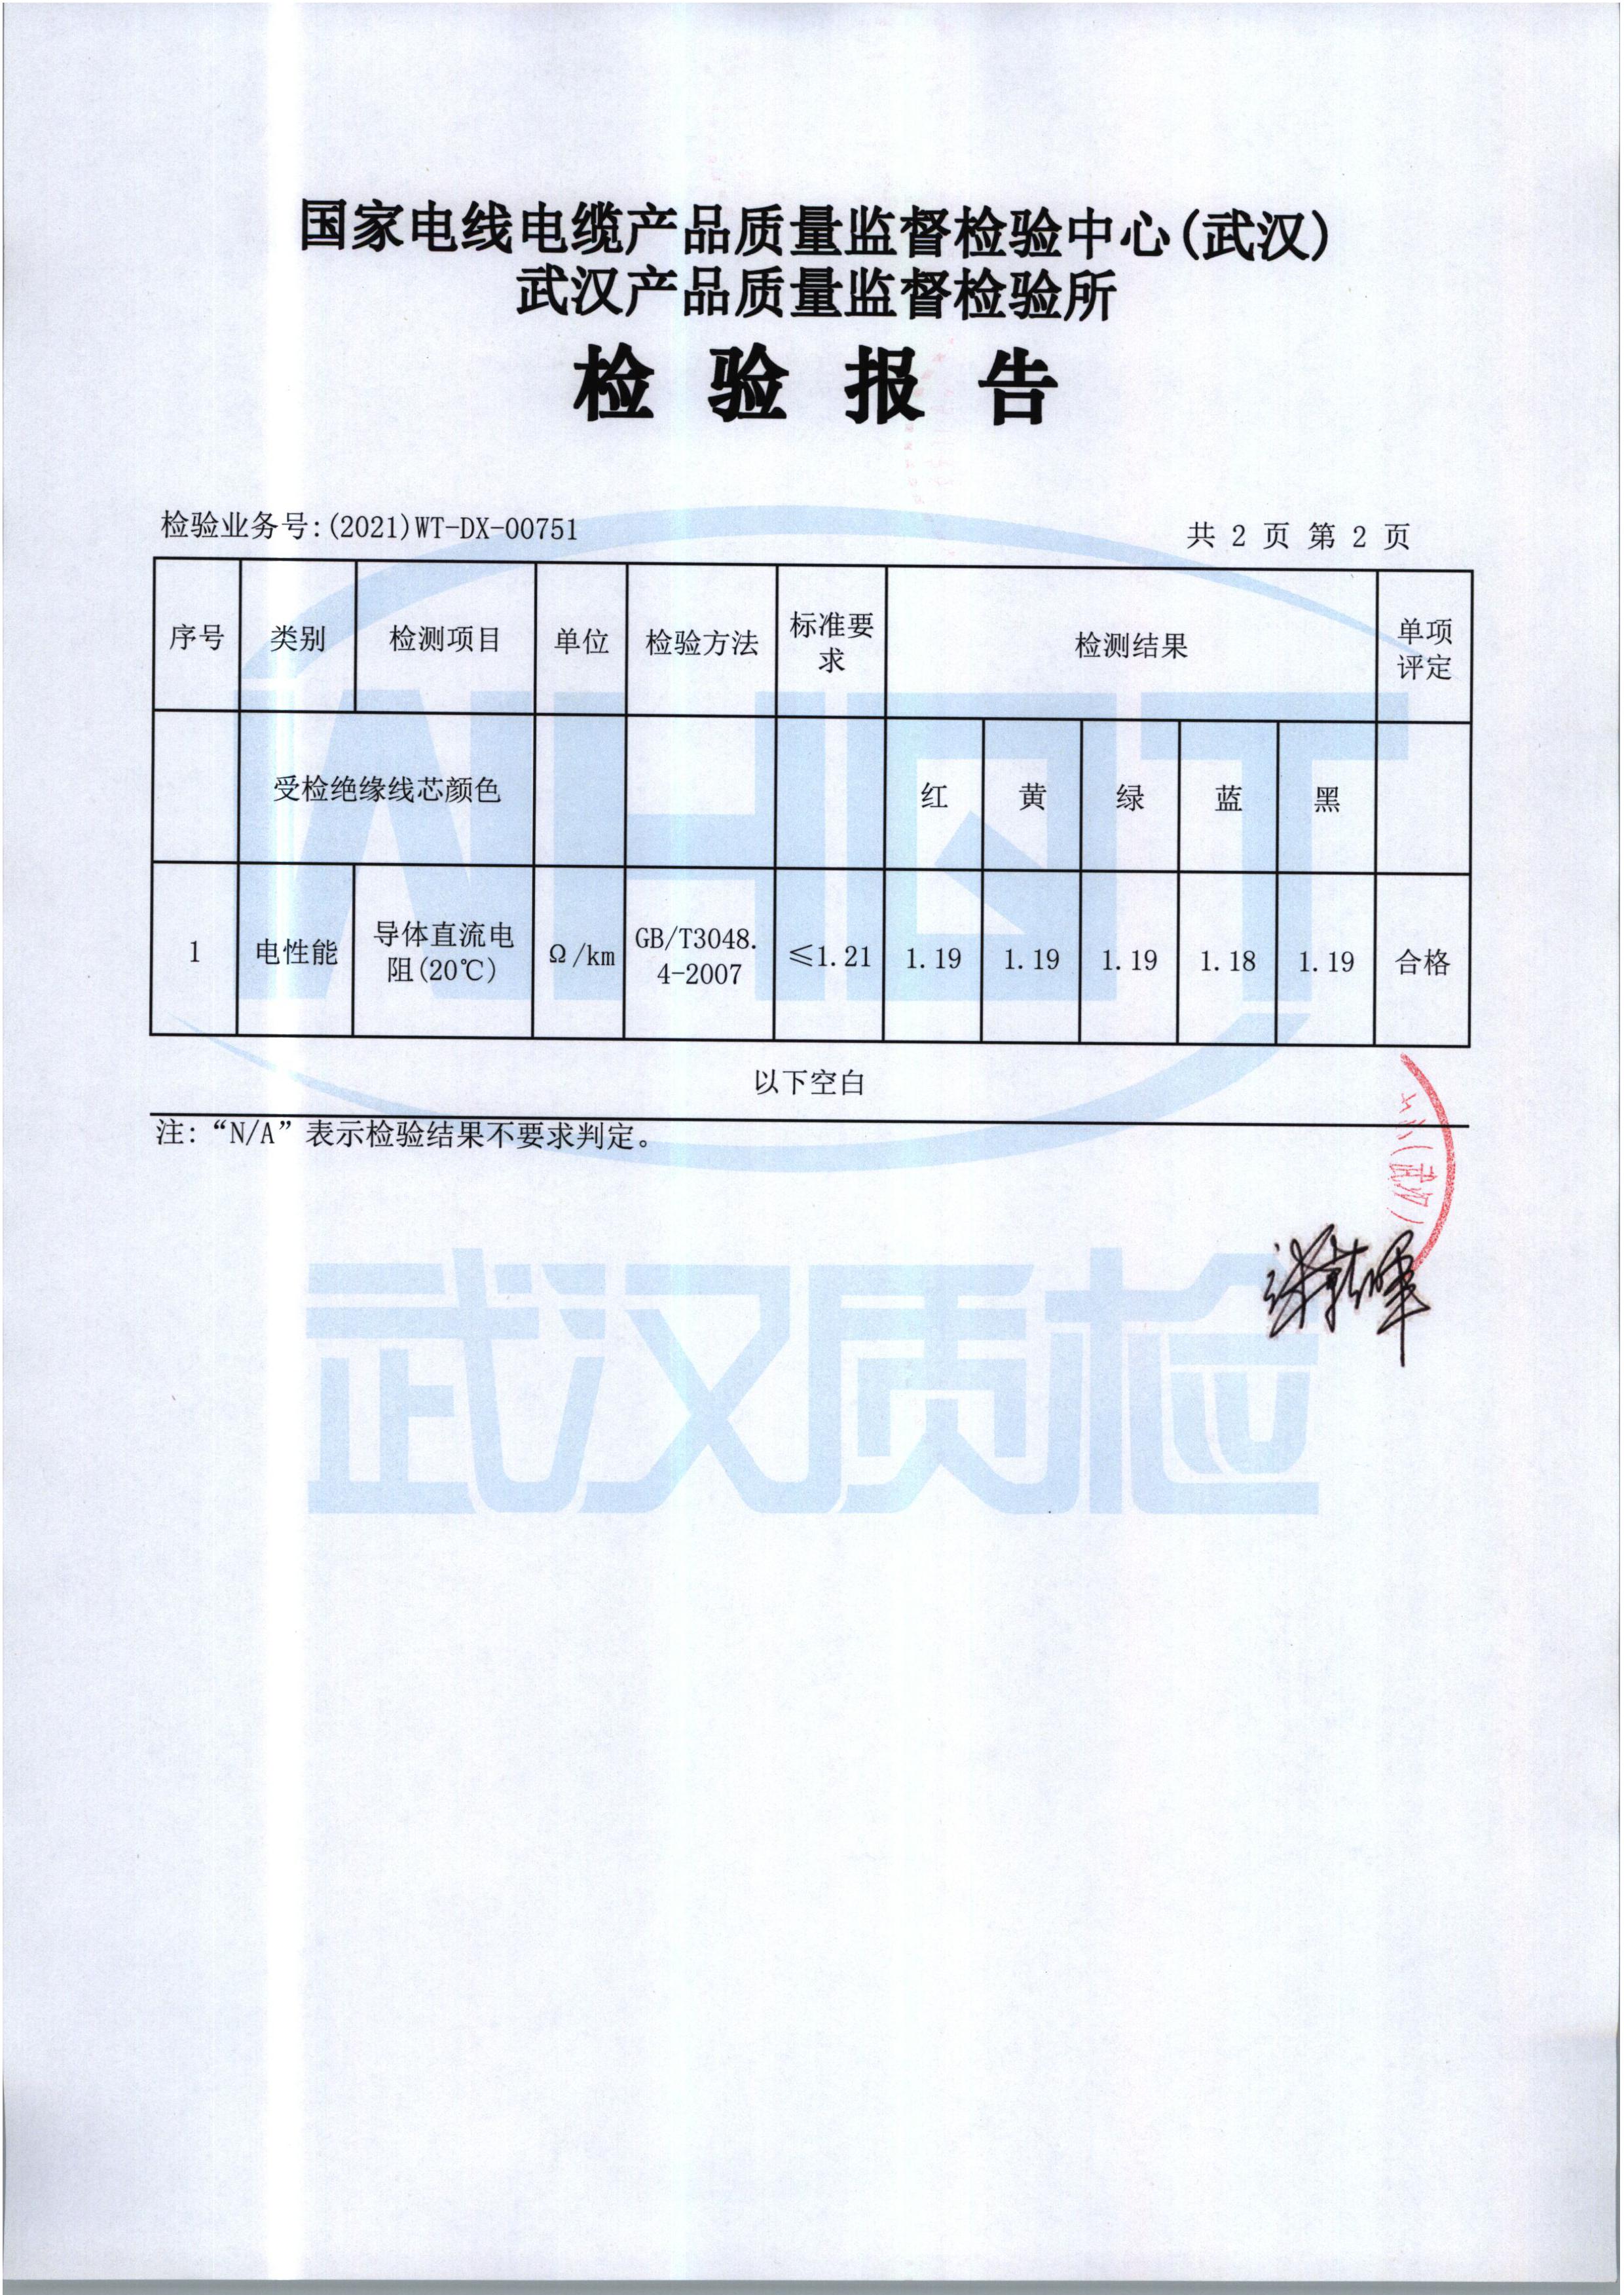 国家电线电缆产品质量监督检验中心(武汉)
武汉产品质量监督检验所
检验报告
检验业务号:(2021)WT-DX-00751
共 2 页 第 2 页
序号 类别 检测项目 单位 检验方法 标准要求 检测结果 单项评定
受检绝缘线芯颜色 红 黄 绿 蓝 黑
1 电性能 导体直流电阻(20℃) Ω/km GB/T3048.4-2007 ≤1.21 1.19 1.19 1.19 1.18 1.19 合格
以下空白
注:“N/A”表示检验结果不要求判定。
(武汉)
WHQT
武汉质检